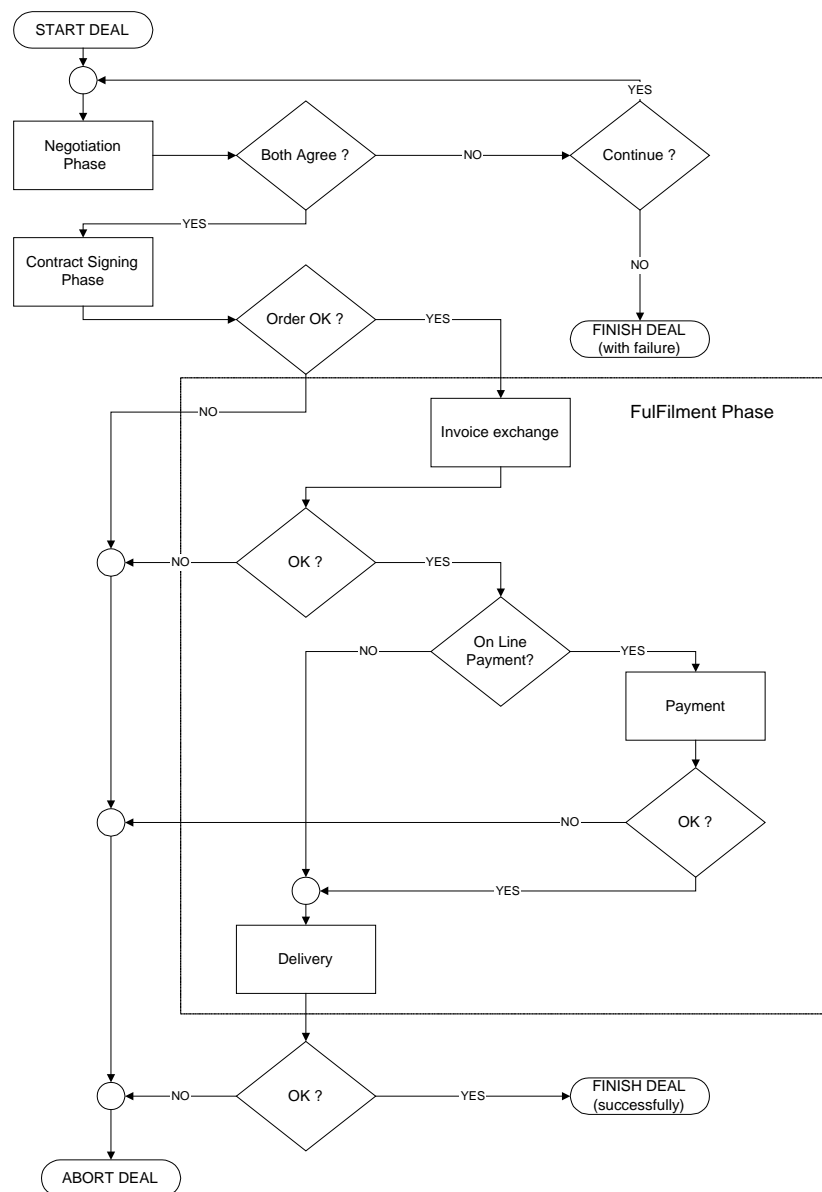 START DEAL
YES
Negotiation
Phase
Both Agree ?
NO
Continue ?
YES
Contract Signing
Phase
NO
Order OK ?
YES
FINISH DEAL
(with failure)
NO
FulFilment Phase
Invoice exchange
NO
OK ?
YES
On Line
Payment?
NO
YES
Payment
NO
OK ?
YES
Delivery
NO
OK ?
YES
FINISH DEAL
(successfully)
ABORT DEAL